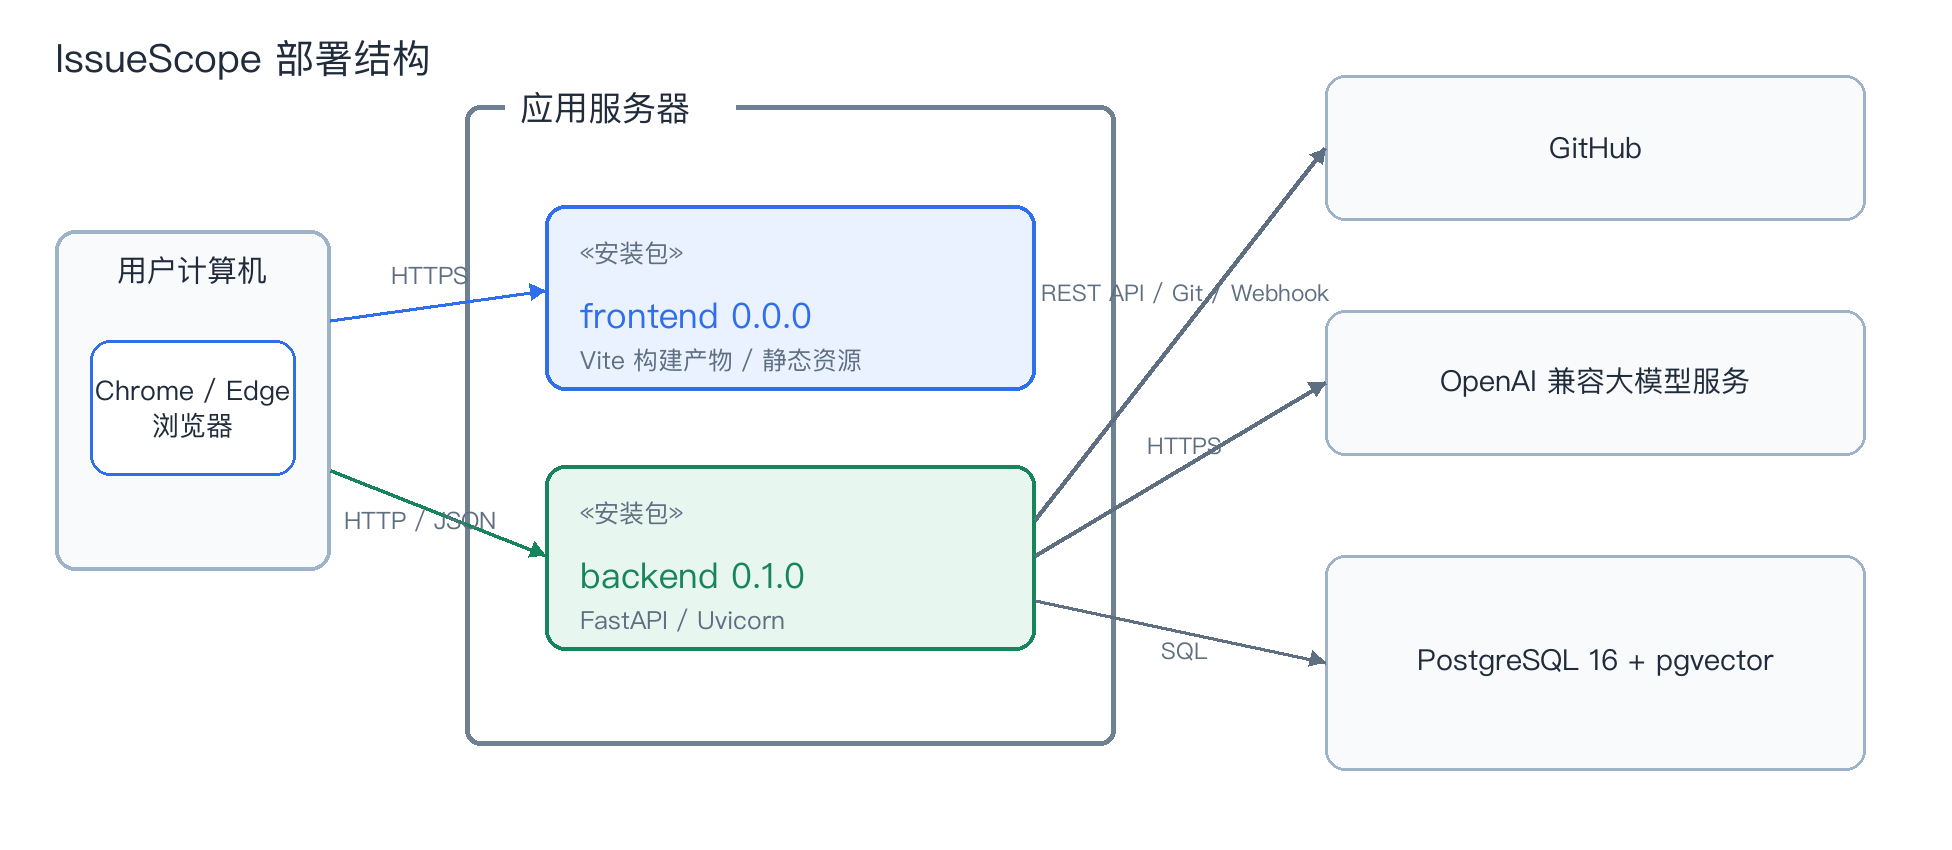 IssueScope 部署结构
应用服务器
用户计算机
Chrome / Edge
浏览器
HTTPS
HTTP / JSON
«安装包»
frontend 0.0.0
Vite 构建产物 / 静态资源
«安装包»
backend 0.1.0
FastAPI / Uvicorn
REST API / Git / Webhook
HTTPS
SQL
GitHub
OpenAI 兼容大模型服务
PostgreSQL 16 + pgvector